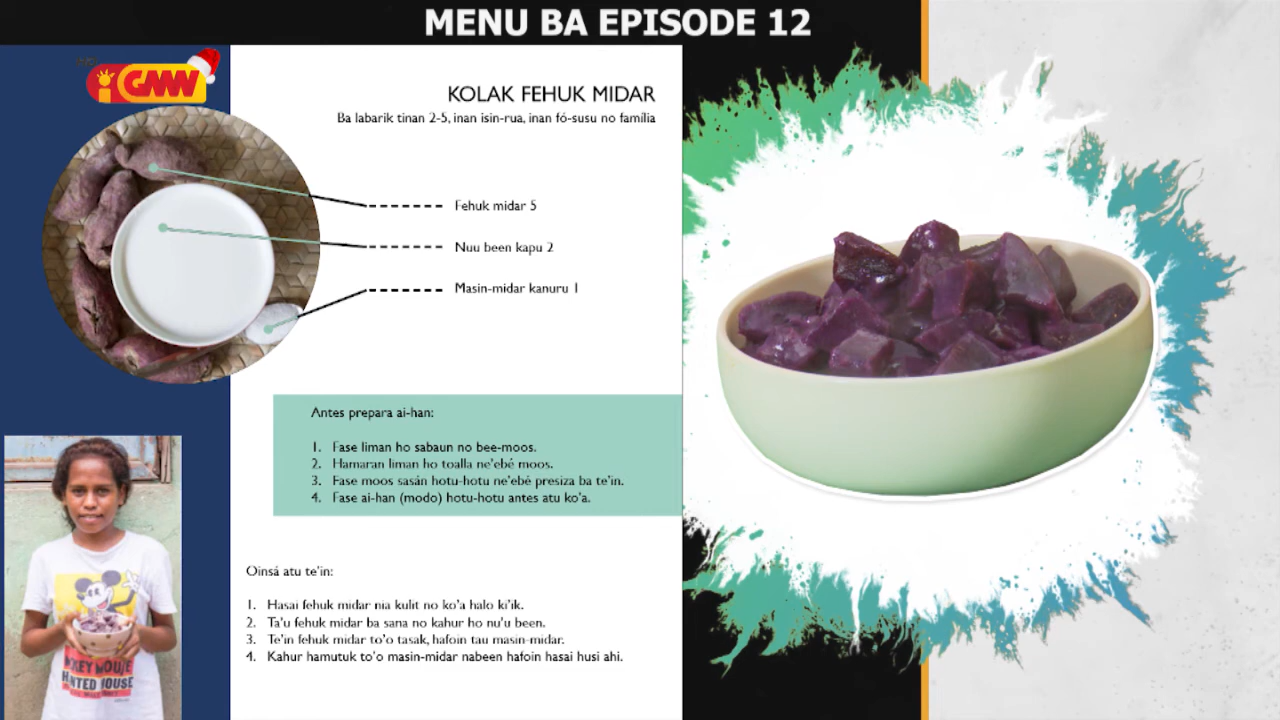 MENU BA EPISODE 12
GMW
KOLAK FEHUK MIDAR
Ba labarik tinan 2-5, inan isin-rua, inan fó-susu no família
Fehuk midar 5
Nuu been kapu 2
Masin-midar kanuru 1
Antes prepara ai-han:
1. Fase liman ho sabaun no bee-moos.
2. Hamaran liman ho toalla ne'ebé moos.
3. Fase moos sasán hotu-hotu ne'ebé presiza ba te'in.
4. Fase ai-han (modo) hotu-hotu antes atu ko'a.
Oinsá atu te'in:
1. Hasai fehuk midar nia kulit no ko'a halo ki'ik.
2. Ta'u fehuk midar ba sana no kahur ho nu'u been.
3. Te'in fehuk midar to'o tasak, hafoin tau masin-midar.
4. Kahur hamutuk to'o masin-midar nabeen hafoin hasai husi ahi.
MOUSE
HOUSE